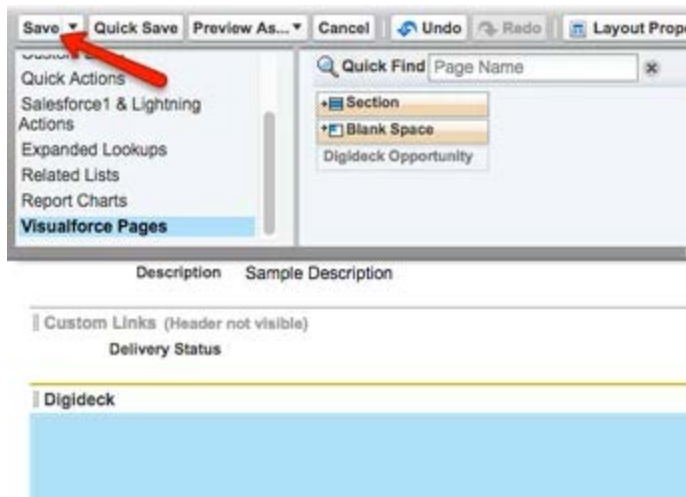 Save Quick Save Preview As... Cancel Undo Redo Layout Prop
Quick Find Page Name
Quick Actions
Salesforce1 & Lightning
Actions
Expanded Lookups
Related Lists
Report Charts
Visualforce Pages
Section
Blank Space
Digideck Opportunity
Description Sample Description
Custom Links (Header not visible)
Delivery Status
Digideck